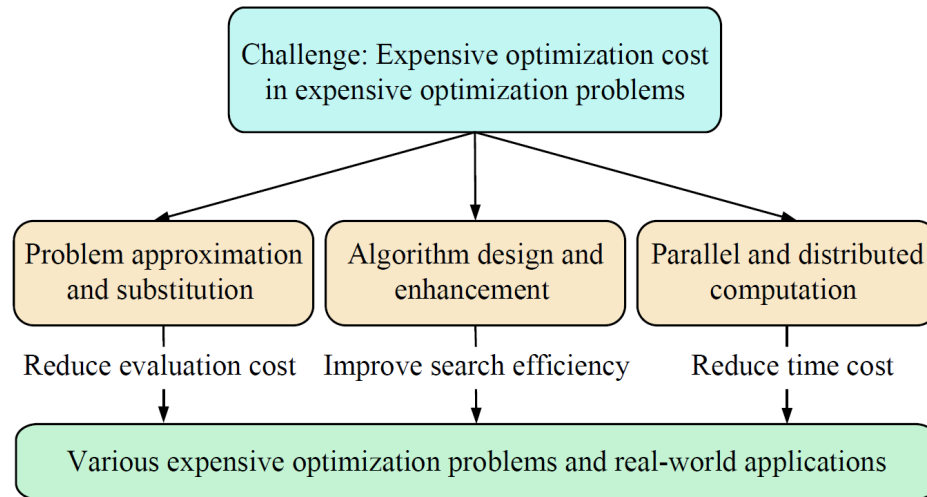 Challenge: Expensive optimization cost
in expensive optimization problems
Problem approximation
and substitution
Algorithm design and
enhancement
Parallel and distributed
computation
Reduce evaluation cost
Improve search efficiency
Reduce time cost
Various expensive optimization problems and real-world applications